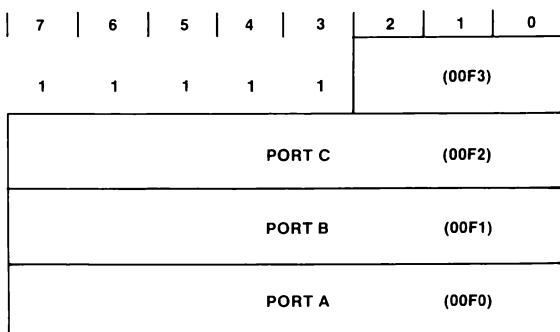 | 7 | 6 | 5 | 4 | 3 | 2 | 1 | 0
1 1 1 1 1 (00F3)
PORT C (00F2)
PORT B (00F1)
PORT A (00F0)